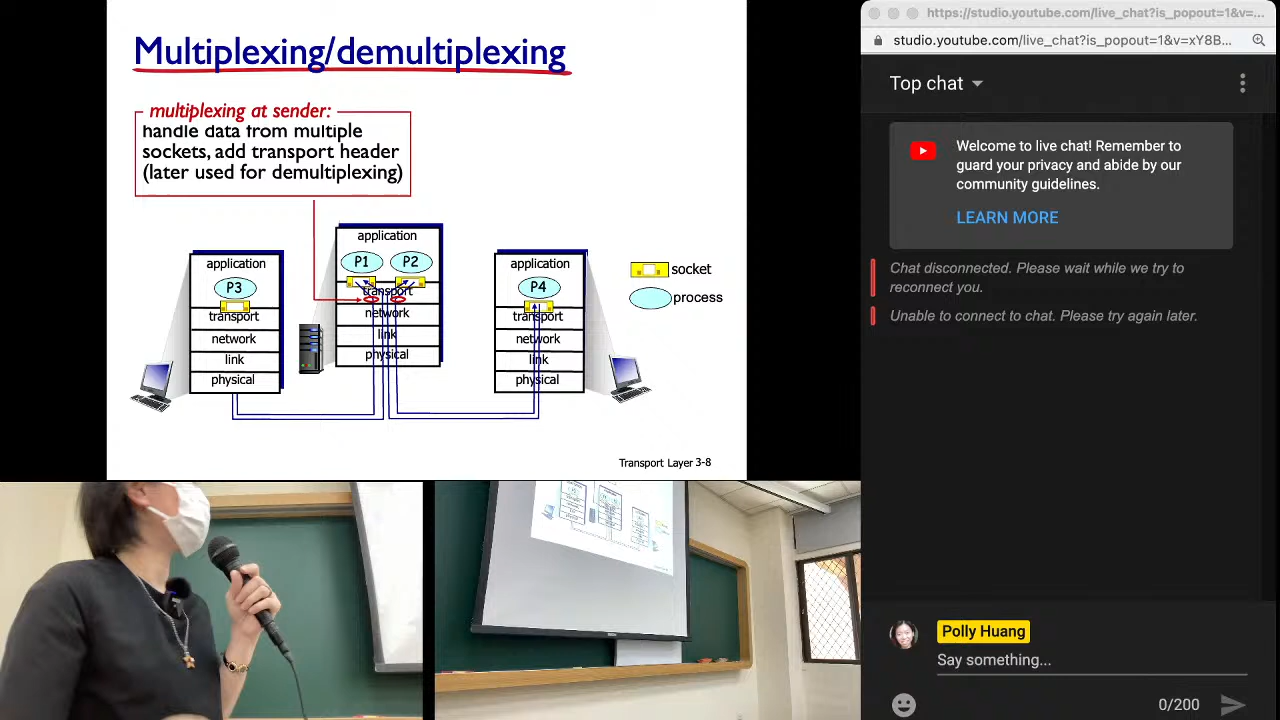 Multiplexing/demultiplexing
multiplexing at sender:
handle data from multiple
sockets, add transport header
(later used for demultiplexing)
application
P3
transport
network
link
physical
application
P1
P2
transport
network
link
physical
application
P4
transport
network
link
physical
socket
process
Transport Layer 3-8
https://studio.youtube.com/live_chat?is_popout=1&v=...
studio.youtube.com/live_chat?is_popout=1&v=xY8B...
Top chat
Welcome to live chat! Remember to
guard your privacy and abide by our
community guidelines.
LEARN MORE
Chat disconnected. Please wait while we try to
reconnect you.
Unable to connect to chat. Please try again later.
Polly Huang
Say something...
0/200